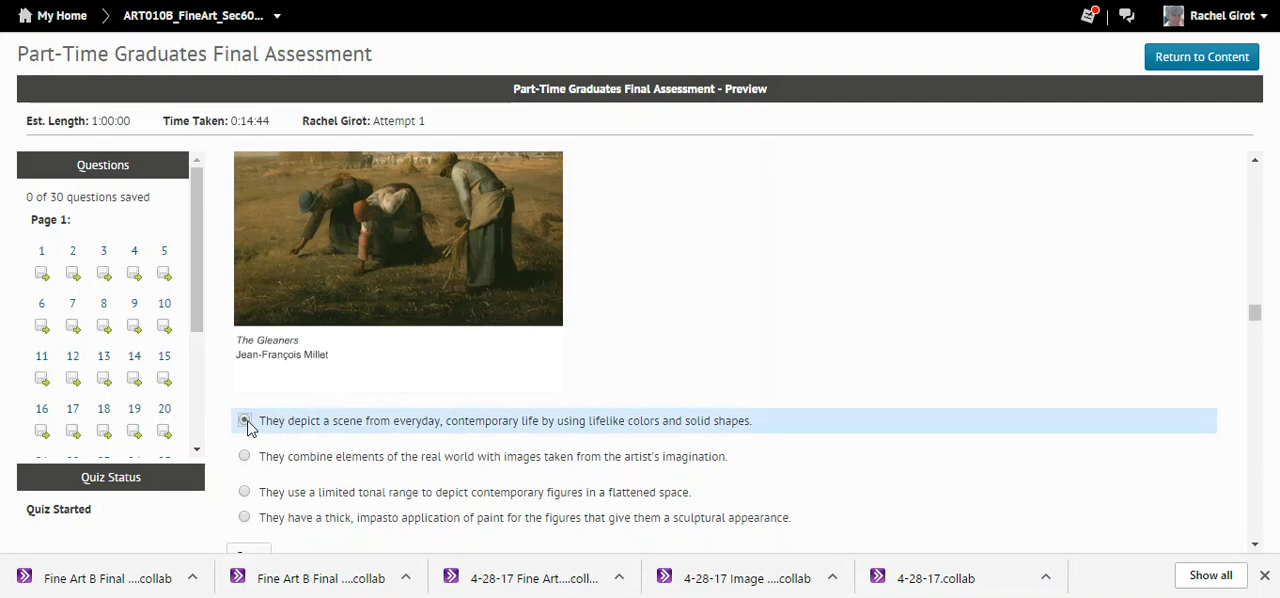 My Home ART010B_FineArt_Sec60... Rachel Girot
Part-Time Graduates Final Assessment
Return to Content
Part-Time Graduates Final Assessment - Preview
Est. Length: 1:00:00 Time Taken: 0:14:44 Rachel Girot: Attempt 1
Questions
0 of 30 questions saved
Page 1:
1 2 3 4 5
6 7 8 9 10
11 12 13 14 15
16 17 18 19 20
Quiz Status
Quiz Started
The Gleaners
Jean-François Millet
They depict a scene from everyday, contemporary life by using lifelike colors and solid shapes.
They combine elements of the real world with images taken from the artist's imagination.
They use a limited tonal range to depict contemporary figures in a flattened space.
They have a thick, impasto application of paint for the figures that give them a sculptural appearance.
Fine Art B Final ....collab Fine Art B Final ....collab 4-28-17 Fine Art....coll... 4-28-17 Image ....collab 4-28-17.collab Show all